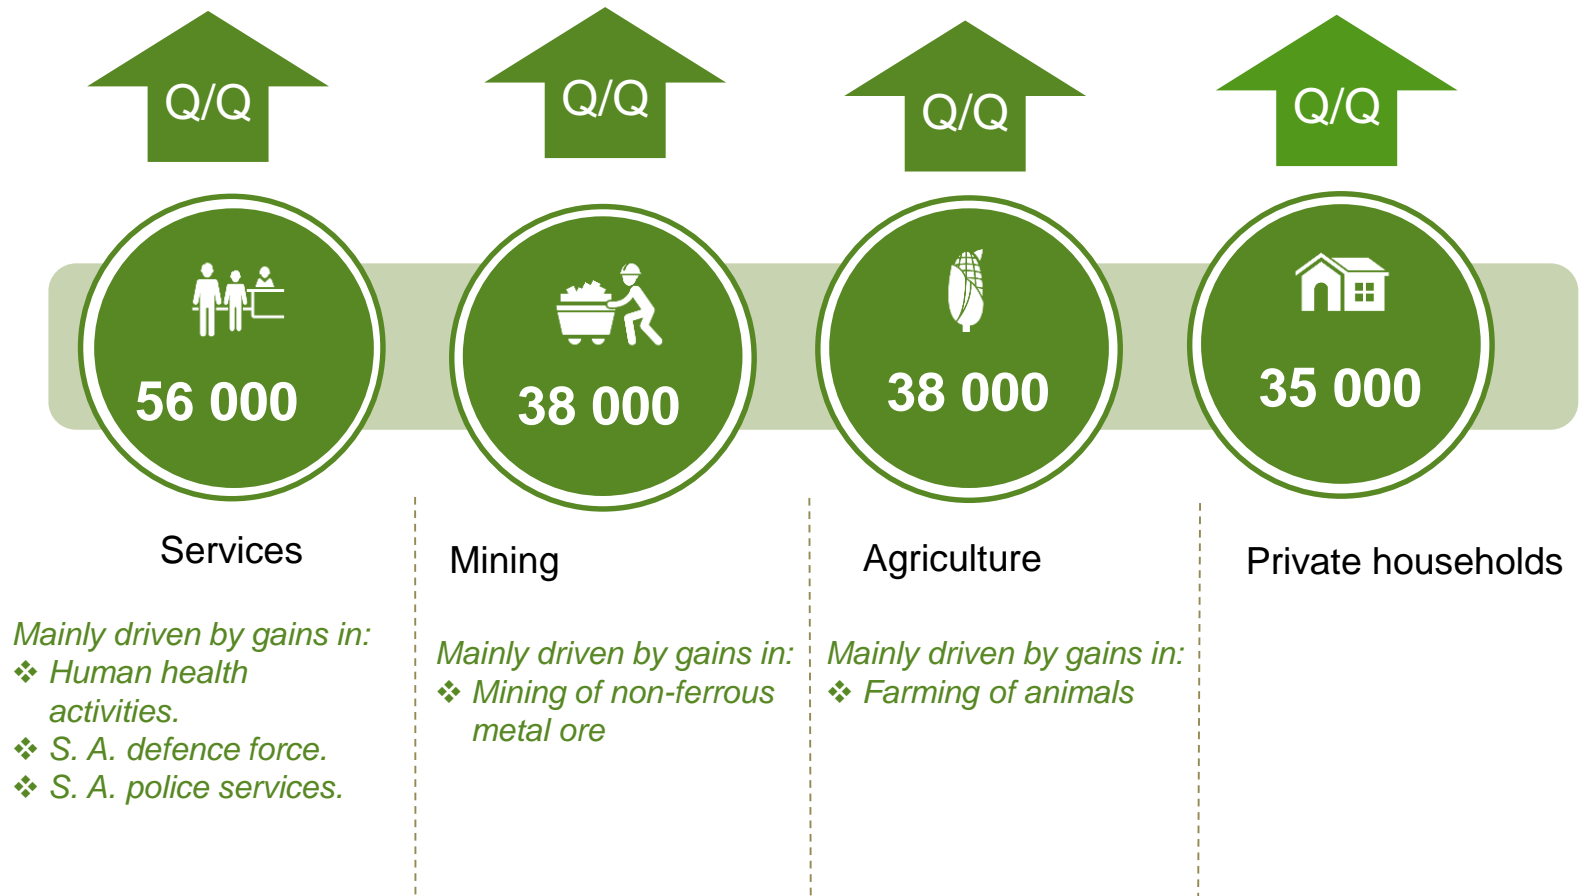 Q/Q
Q/Q
Q/Q
Q/Q
56 000
38 000
38 000
35 000
Services
Mining
Agriculture
Private households
Mainly driven by gains in:
❖ Human health
activities.
❖ S. A. defence force.
❖ S. A. police services.
Mainly driven by gains in:
❖ Mining of non-ferrous
metal ore
Mainly driven by gains in:
❖ Farming of animals